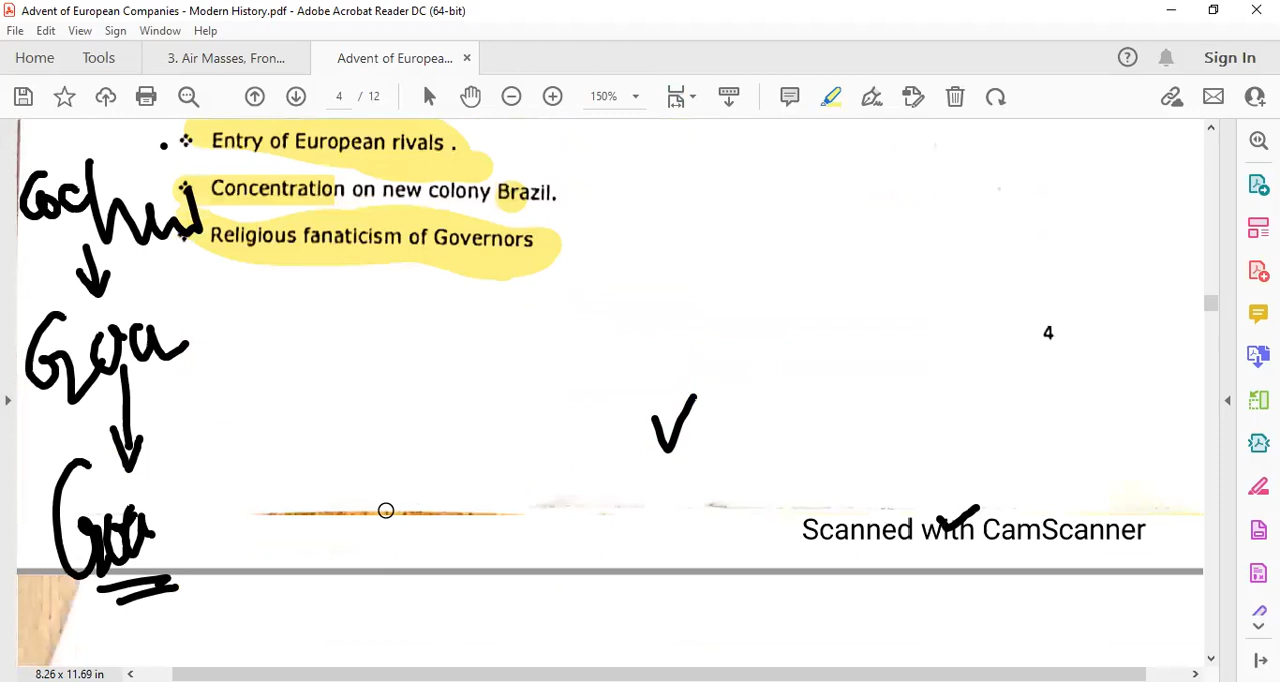 Advent of European Companies - Modern History.pdf - Adobe Acrobat Reader DC (64-bit)
File Edit View Sign Window Help
Home Tools 3. Air Masses, Fron... Advent of Europea... × Sign In
4 / 12 150%
Entry of European rivals .
Concentration on new colony Brazil.
Religious fanaticism of Governors
Goa
Goa
4
Scanned with CamScanner
8.26 x 11.69 in